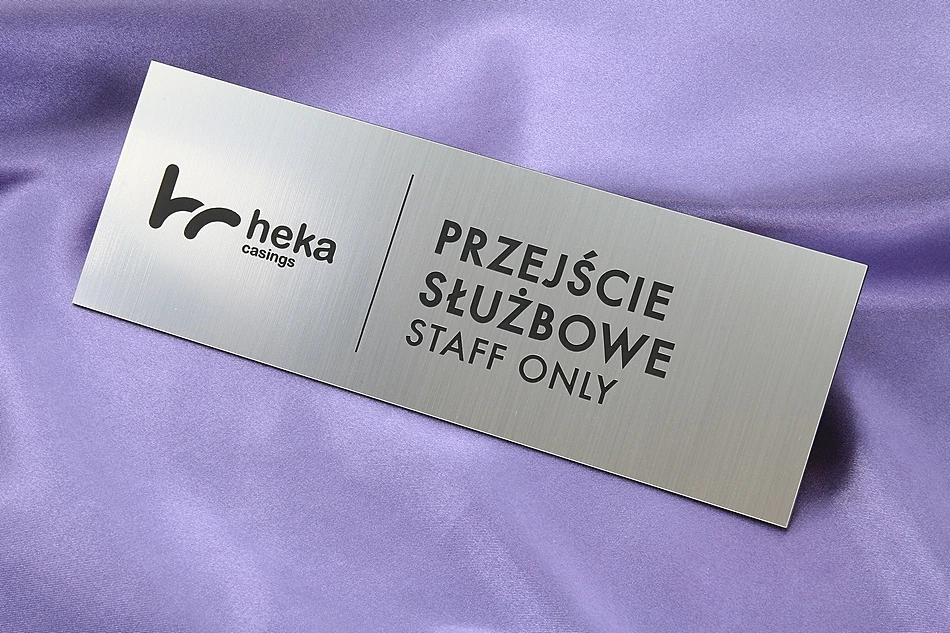 heka
casings
PRZEJŚCIE
SŁUŻBOWE
STAFF ONLY